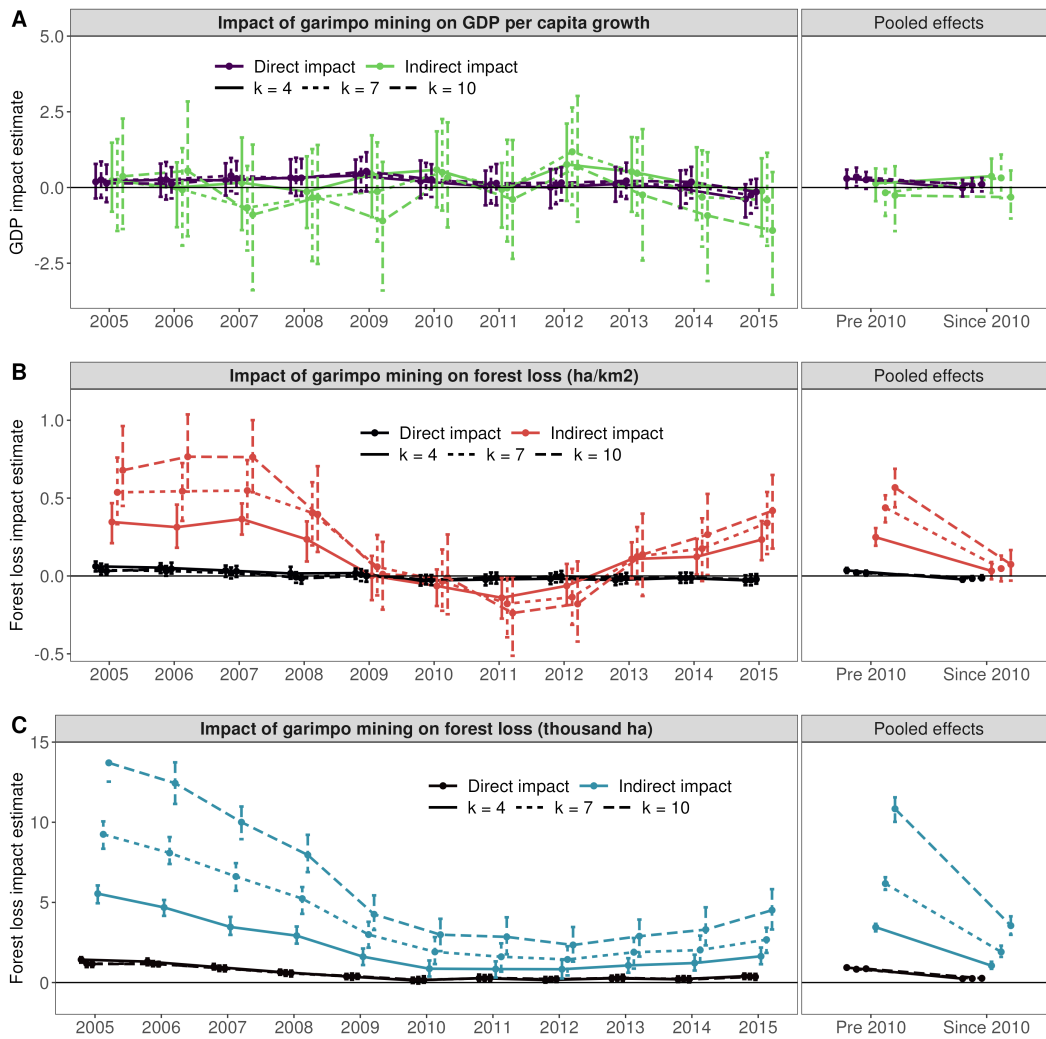 A
Impact of garimpo mining on GDP per capita growth
Pooled effects
GDP impact estimate
5.0
2.5
0.0
-2.5
Direct impact Indirect impact
k = 4 k = 7 k = 10
2005 2006 2007 2008 2009 2010 2011 2012 2013 2014 2015
Pre 2010 Since 2010
B
Impact of garimpo mining on forest loss (ha/km2)
Pooled effects
Forest loss impact estimate
1.0
0.5
0.0
-0.5
Direct impact Indirect impact
k = 4 k = 7 k = 10
2005 2006 2007 2008 2009 2010 2011 2012 2013 2014 2015
Pre 2010 Since 2010
C
Impact of garimpo mining on forest loss (thousand ha)
Pooled effects
Forest loss impact estimate
15
10
5
0
Direct impact Indirect impact
k = 4 k = 7 k = 10
2005 2006 2007 2008 2009 2010 2011 2012 2013 2014 2015
Pre 2010 Since 2010